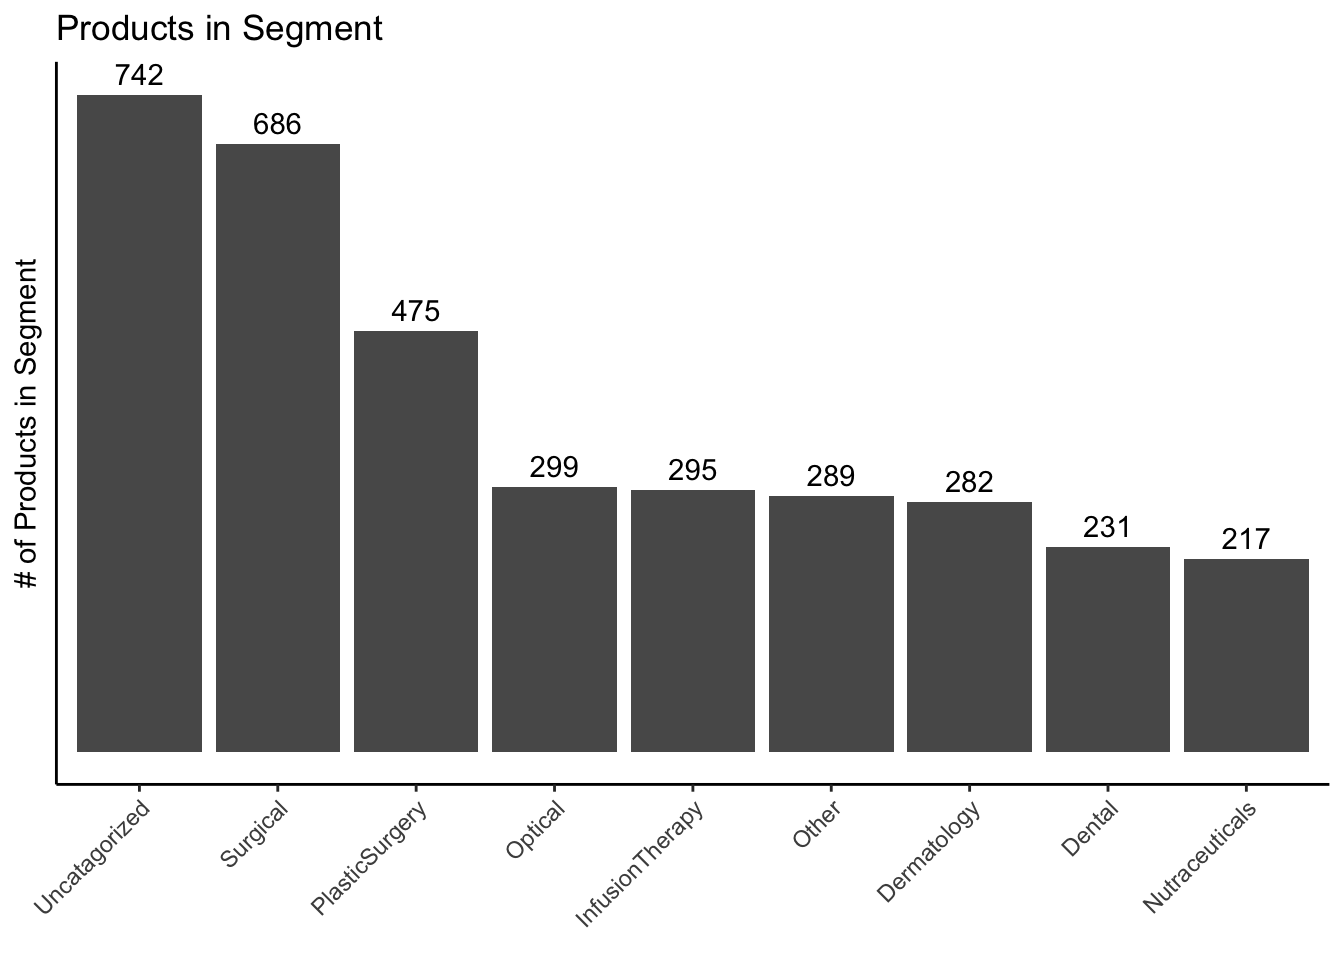 Products in Segment
# of Products in Segment
742
686
475
299
295
289
282
231
217
Uncatagorized
Surgical
PlasticSurgery
Optical
InfusionTherapy
Other
Dermatology
Dental
Nutraceuticals